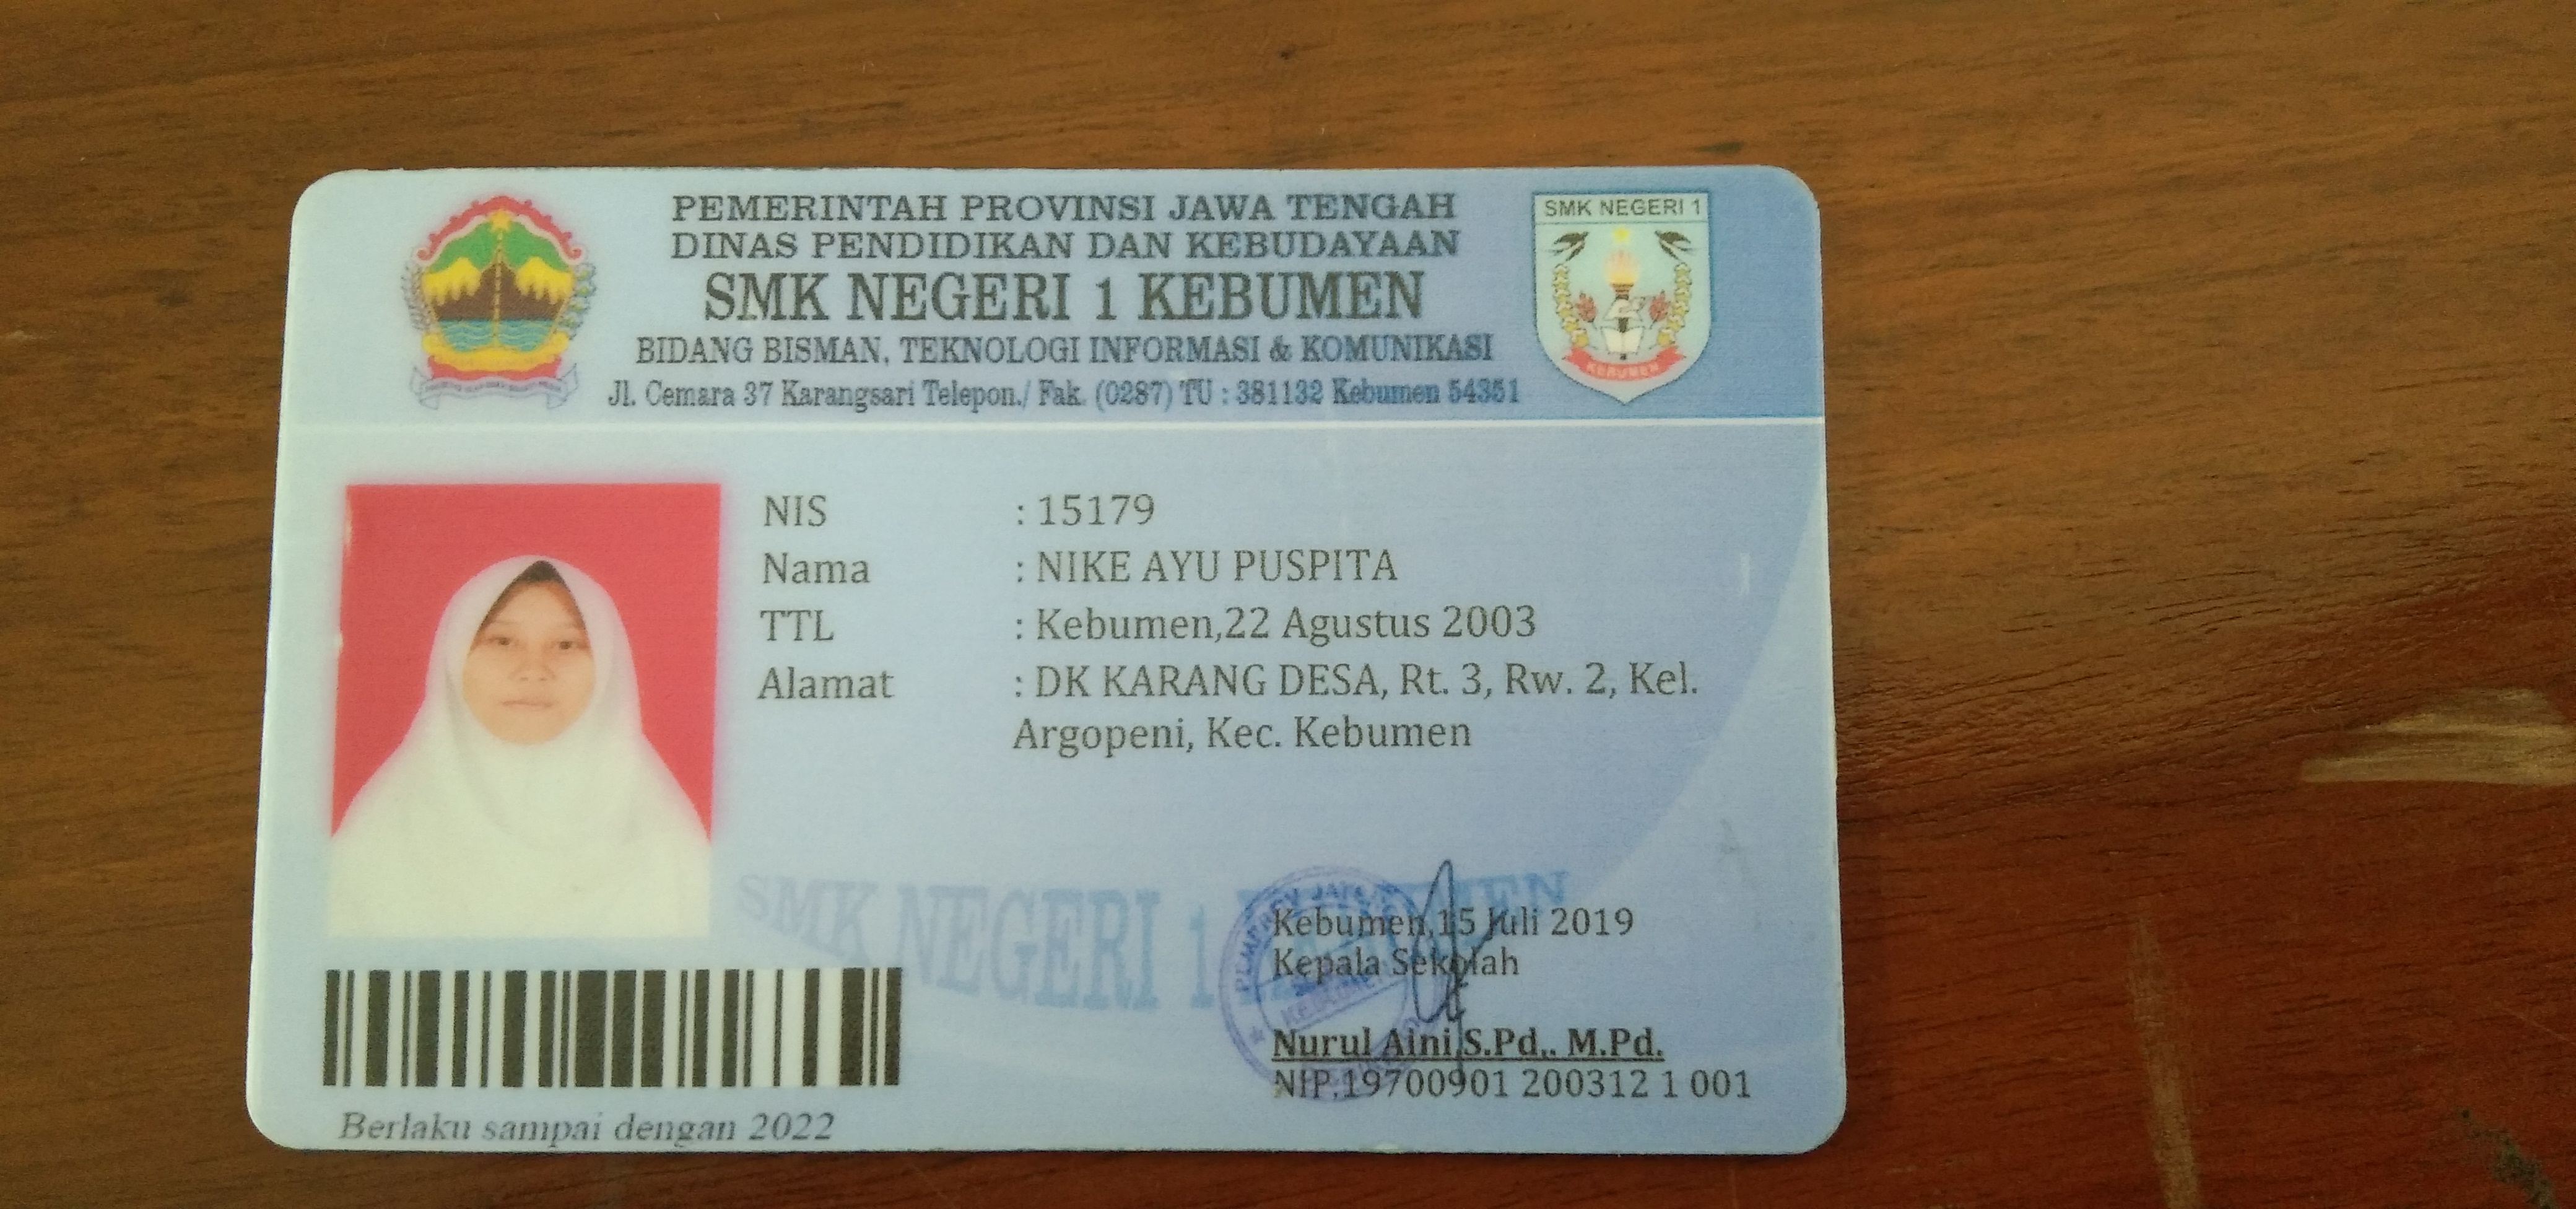 PEMERINTAH PROVINSI JAWA TENGAH
DINAS PENDIDIKAN DAN KEBUDAYAAN
SMK NEGERI 1 KEBUMEN
BIDANG BISMAN, TEKNOLOGI INFORMASI & KOMUNIKASI
Jl. Cemara 37 Karangsari Telepon./ Fak. (0287) TU : 381132 Kebumen 54351
SMK NEGERI 1
KEBUMEN
NIS : 15179
Nama : NIKE AYU PUSPITA
TTL : Kebumen,22 Agustus 2003
Alamat : DK KARANG DESA, Rt. 3, Rw. 2, Kel.
Argopeni, Kec. Kebumen
SMK NEGERI 1 KEBUMEN
Kebumen,15 Juli 2019
Kepala Sekolah
Nurul Aini,S.Pd,. M.Pd.
NIP.19700901 200312 1 001
Berlaku sampai dengan 2022